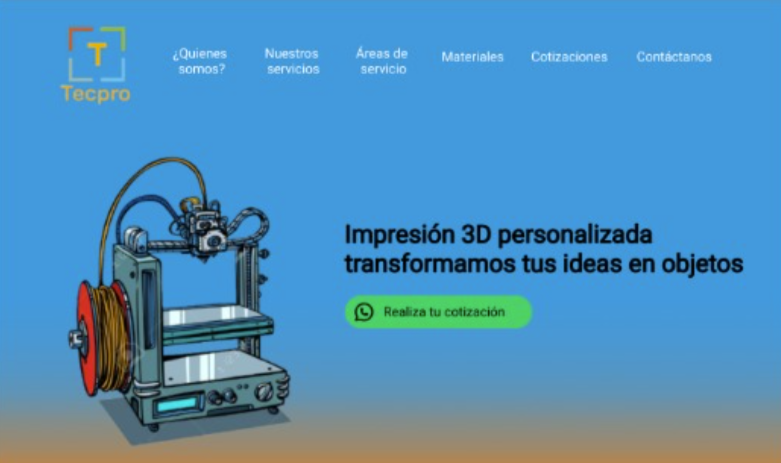 T
Tecpro
¿Quienes
somos?
Nuestros
servicios
Áreas de
servicio
Materiales
Cotizaciones
Contáctanos
Impresión 3D personalizada
transformamos tus ideas en objetos
Realiza tu cotización